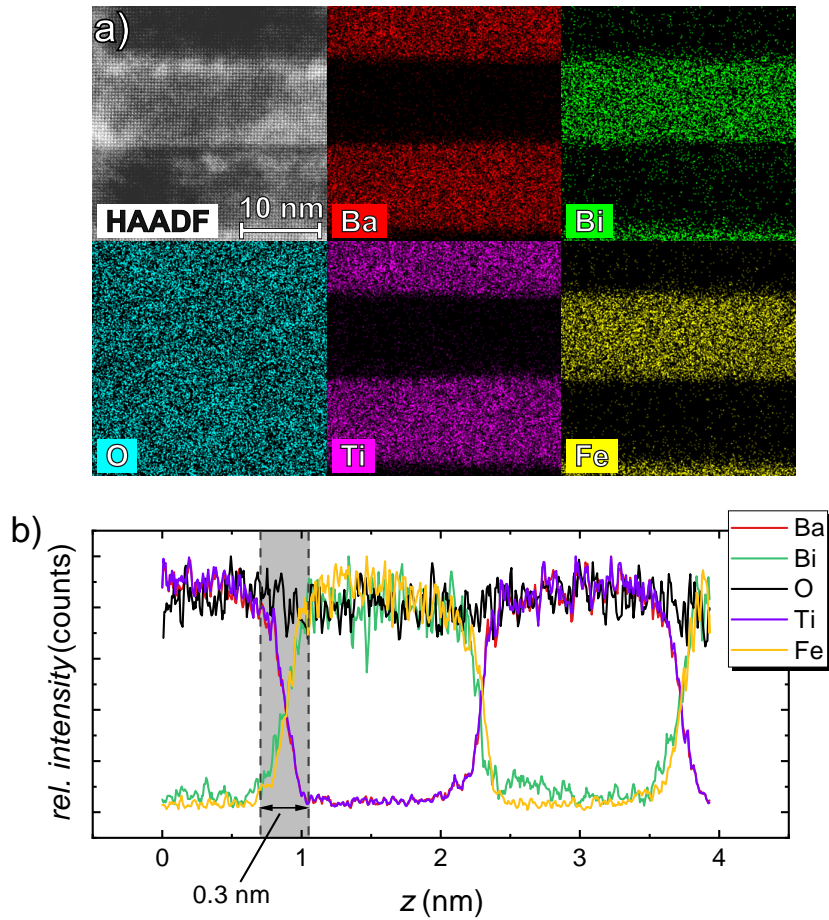 a)
HAADF
10 nm
Ba
Bi
O
Ti
Fe
b)
rel. intensity (counts)
Ba
Bi
O
Ti
Fe
0 1 2 3 4
0.3 nm
z (nm)